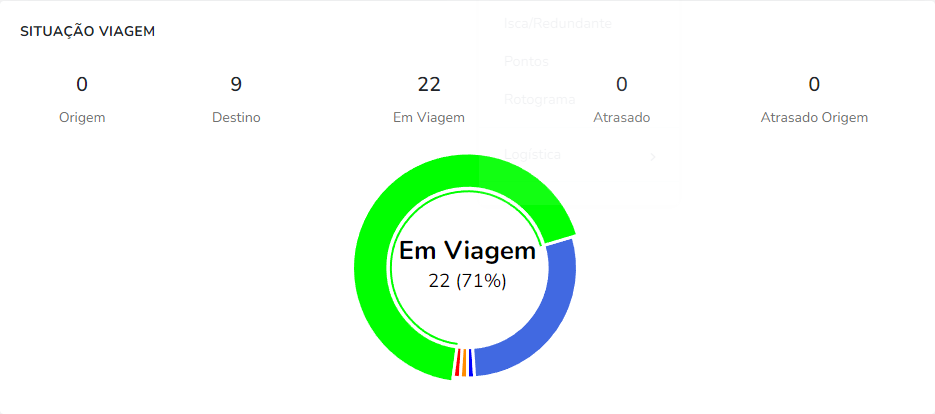 SITUAÇÃO VIAGEM
Isca/Redundante
Pontos
Rotograma
Logística
0 9 22 0 0
Origem Destino Em Viagem Atrasado Atrasado Origem
Em Viagem
22 (71%)